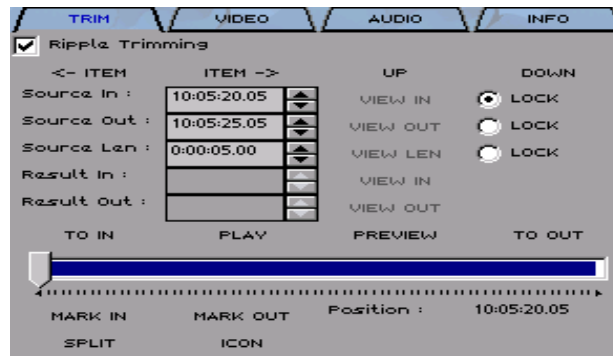 TRIM VIDEO AUDIO INFO
Ripple Trimming
<- ITEM ITEM -> UP DOWN
Source In : 10:05:20.05 VIEW IN LOCK
Source Out : 10:05:25.05 VIEW OUT LOCK
Source Len : 0:00:05.00 VIEW LEN LOCK
Result In : VIEW IN
Result Out : VIEW OUT
TO IN PLAY PREVIEW TO OUT
MARK IN MARK OUT Position : 10:05:20.05
SPLIT ICON